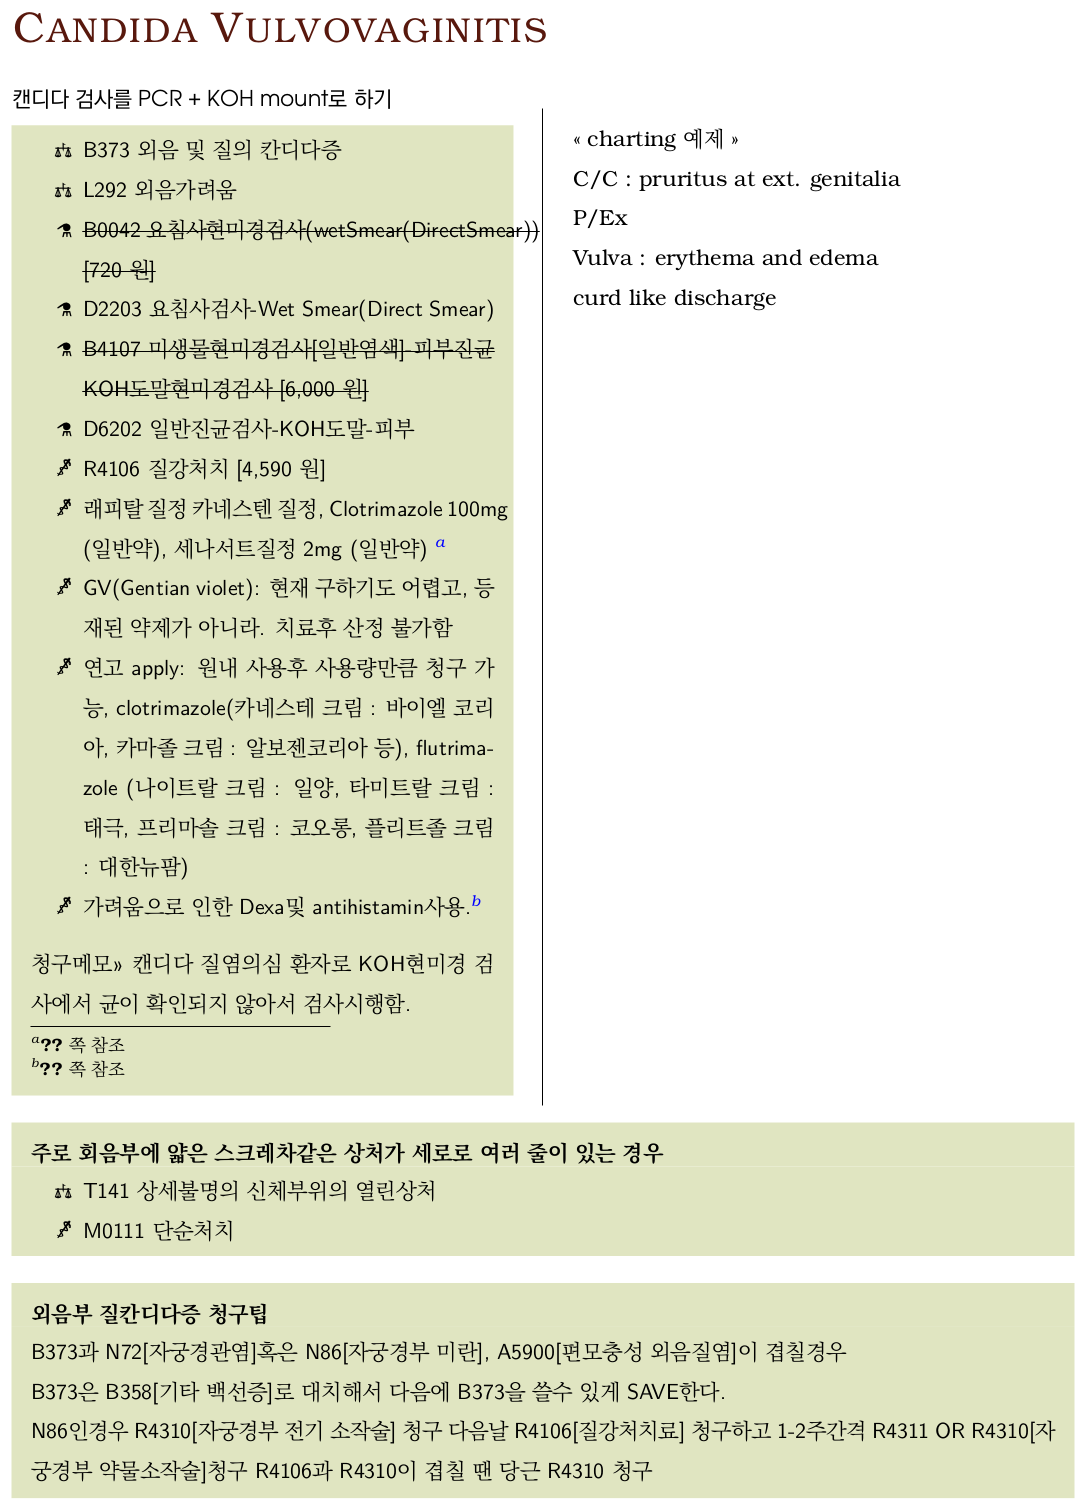 CANDIDA VULVOVAGINITIS
캔디다 검사를 PCR + KOH mount로 하기
B373 외음 및 질의 칸디다증
L292 외음가려움
B0042 요침사현미경검사(wetSmear(DirectSmear))
[720 원]
D2203 요침사검사-Wet Smear(Direct Smear)
B4107 미생물현미경검사[일반염색]-피부진균
KOH도말현미경검사 [6,000 원]
D6202 일반진균검사-KOH도말-피부
R4106 질강처치 [4,590 원]
래피탈 질정 카네스텐 질정, Clotrimazole 100mg
(일반약), 세나서트질정 2mg (일반약) a
GV(Gentian violet): 현재 구하기도 어렵고, 등
재된 약제가 아니라. 치료후 산정 불가함
연고 apply: 원내 사용후 사용량만큼 청구 가
능, clotrimazole(카네스테 크림 : 바이엘 코리
아, 카마졸 크림 : 알보젠코리아 등), flutrima-
zole (나이트랄 크림 : 일양, 타미트랄 크림 :
태극, 프리마솔 크림 : 코오롱, 플리트졸 크림
: 대한뉴팜)
가려움으로 인한 Dexa및 antihistamin사용.b
청구메모» 캔디다 질염의심 환자로 KOH현미경 검
사에서 균이 확인되지 않아서 검사시행함.
a?? 쪽 참조
b?? 쪽 참조
« charting 예제 »
C/C : pruritus at ext. genitalia
P/Ex
Vulva : erythema and edema
curd like discharge
주로 회음부에 얇은 스크레차같은 상처가 세로로 여러 줄이 있는 경우
T141 상세불명의 신체부위의 열린상처
M0111 단순처치
외음부 질칸디다증 청구팁
B373과 N72[자궁경관염]혹은 N86[자궁경부 미란], A5900[편모충성 외음질염]이 겹칠경우
B373은 B358[기타 백선증]로 대치해서 다음에 B373을 쓸수 있게 SAVE한다.
N86인경우 R4310[자궁경부 전기 소작술] 청구 다음날 R4106[질강처치료] 청구하고 1-2주간격 R4311 OR R4310[자
궁경부 약물소작술]청구 R4106과 R4310이 겹칠 땐 당근 R4310 청구